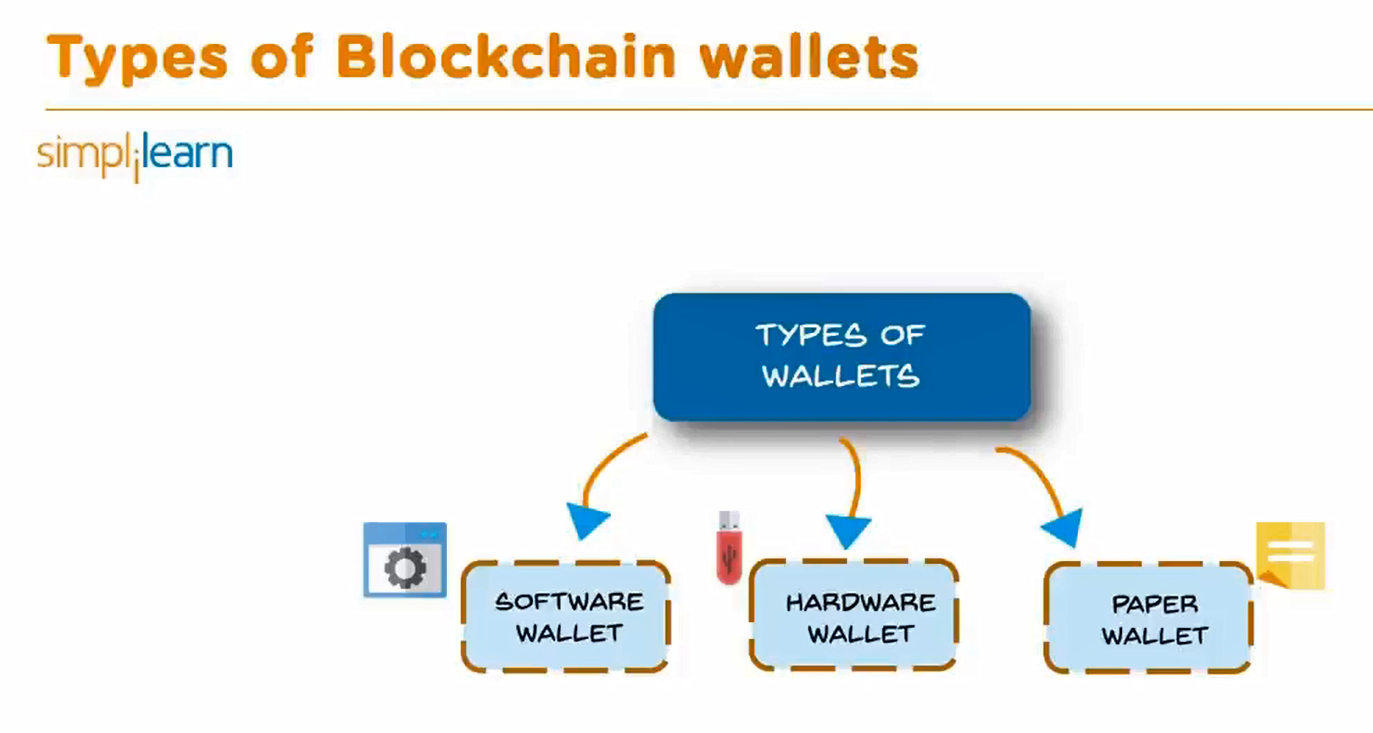 Types of Blockchain wallets
simplilearn
TYPES OF
WALLETS
SOFTWARE
WALLET
HARDWARE
WALLET
PAPER
WALLET